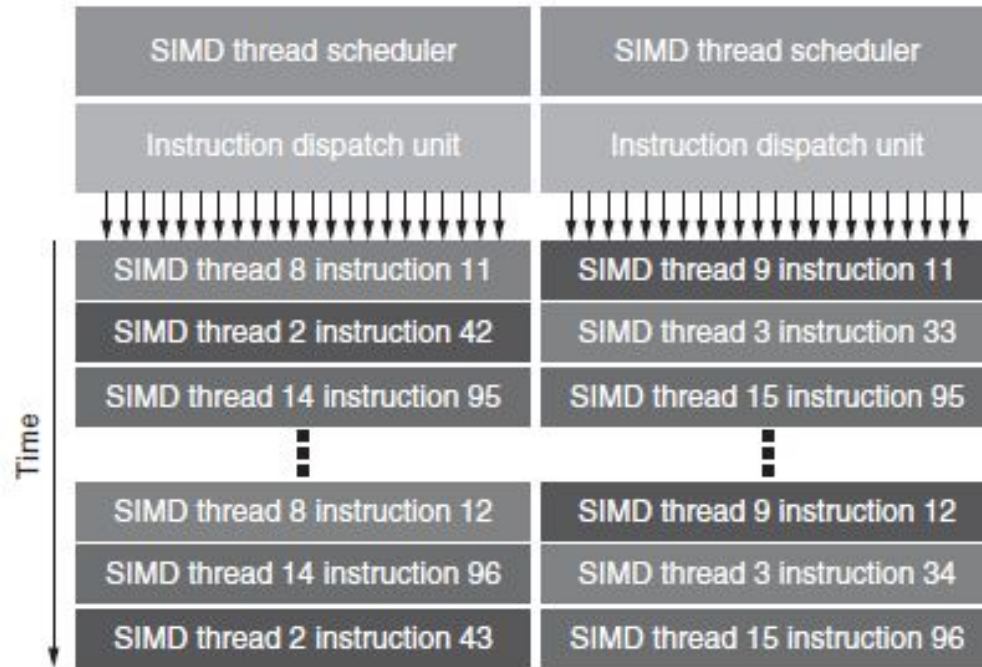 SIMD thread scheduler
SIMD thread scheduler
Instruction dispatch unit
Instruction dispatch unit
Time
SIMD thread 8 instruction 11
SIMD thread 9 instruction 11
SIMD thread 2 instruction 42
SIMD thread 3 instruction 33
SIMD thread 14 instruction 95
SIMD thread 15 instruction 95
SIMD thread 8 instruction 12
SIMD thread 9 instruction 12
SIMD thread 14 instruction 96
SIMD thread 3 instruction 34
SIMD thread 2 instruction 43
SIMD thread 15 instruction 96